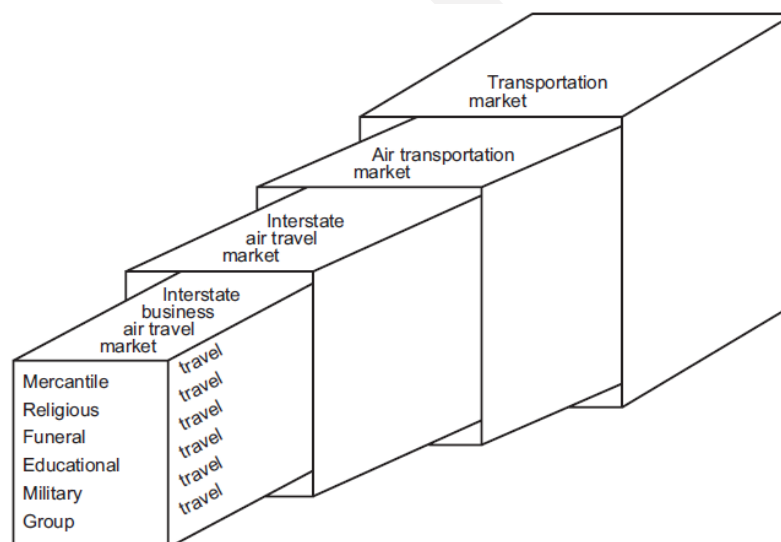 Transportation
market
Air transportation
market
Interstate
air travel
market
Interstate
business
air travel
market
Mercantile travel
Religious travel
Funeral travel
Educational travel
Military travel
Group travel